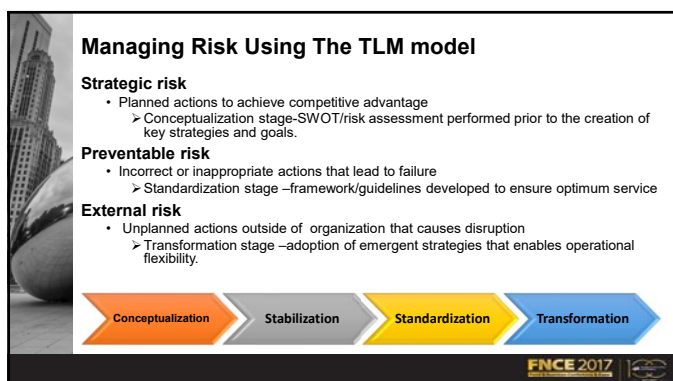 Managing Risk Using The TLM model
Strategic risk
• Planned actions to achieve competitive advantage
➢Conceptualization stage-SWOT/risk assessment performed prior to the creation of
key strategies and goals.
Preventable risk
• Incorrect or inappropriate actions that lead to failure
➢Standardization stage –framework/guidelines developed to ensure optimum service
External risk
• Unplanned actions outside of organization that causes disruption
➢Transformation stage –adoption of emergent strategies that enables operational
flexibility.
Conceptualization
Stabilization
Standardization
Transformation
FNCE 2017